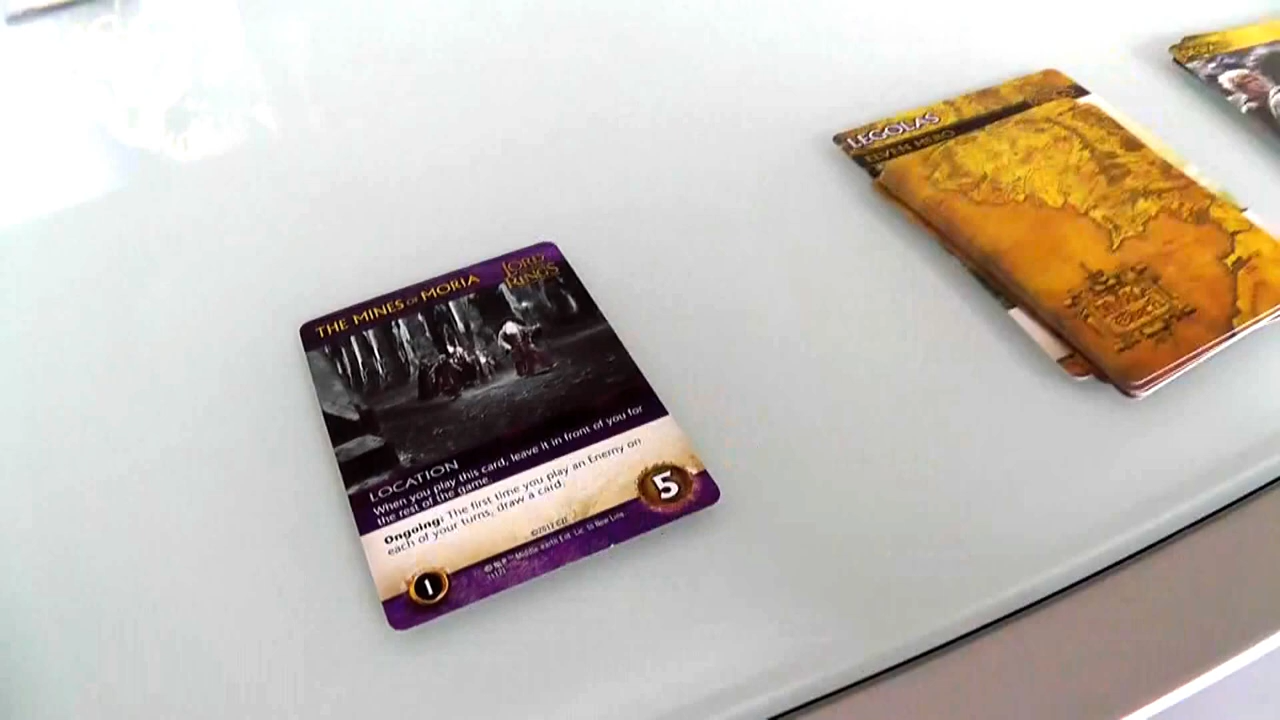 THE MINES OF MORIA
LORD
RINGS
LOCATION
When you play this card, leave it in front of you for
the rest of the game.
Ongoing: The first time you play an Enemy on
each of your turns, draw a card.
5
1
LEGOLAS
ELVEN HERO